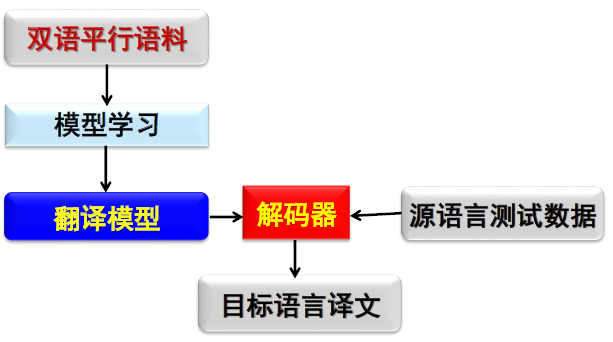 双语平行语料
模型学习
翻译模型
解码器
源语言测试数据
目标语言译文